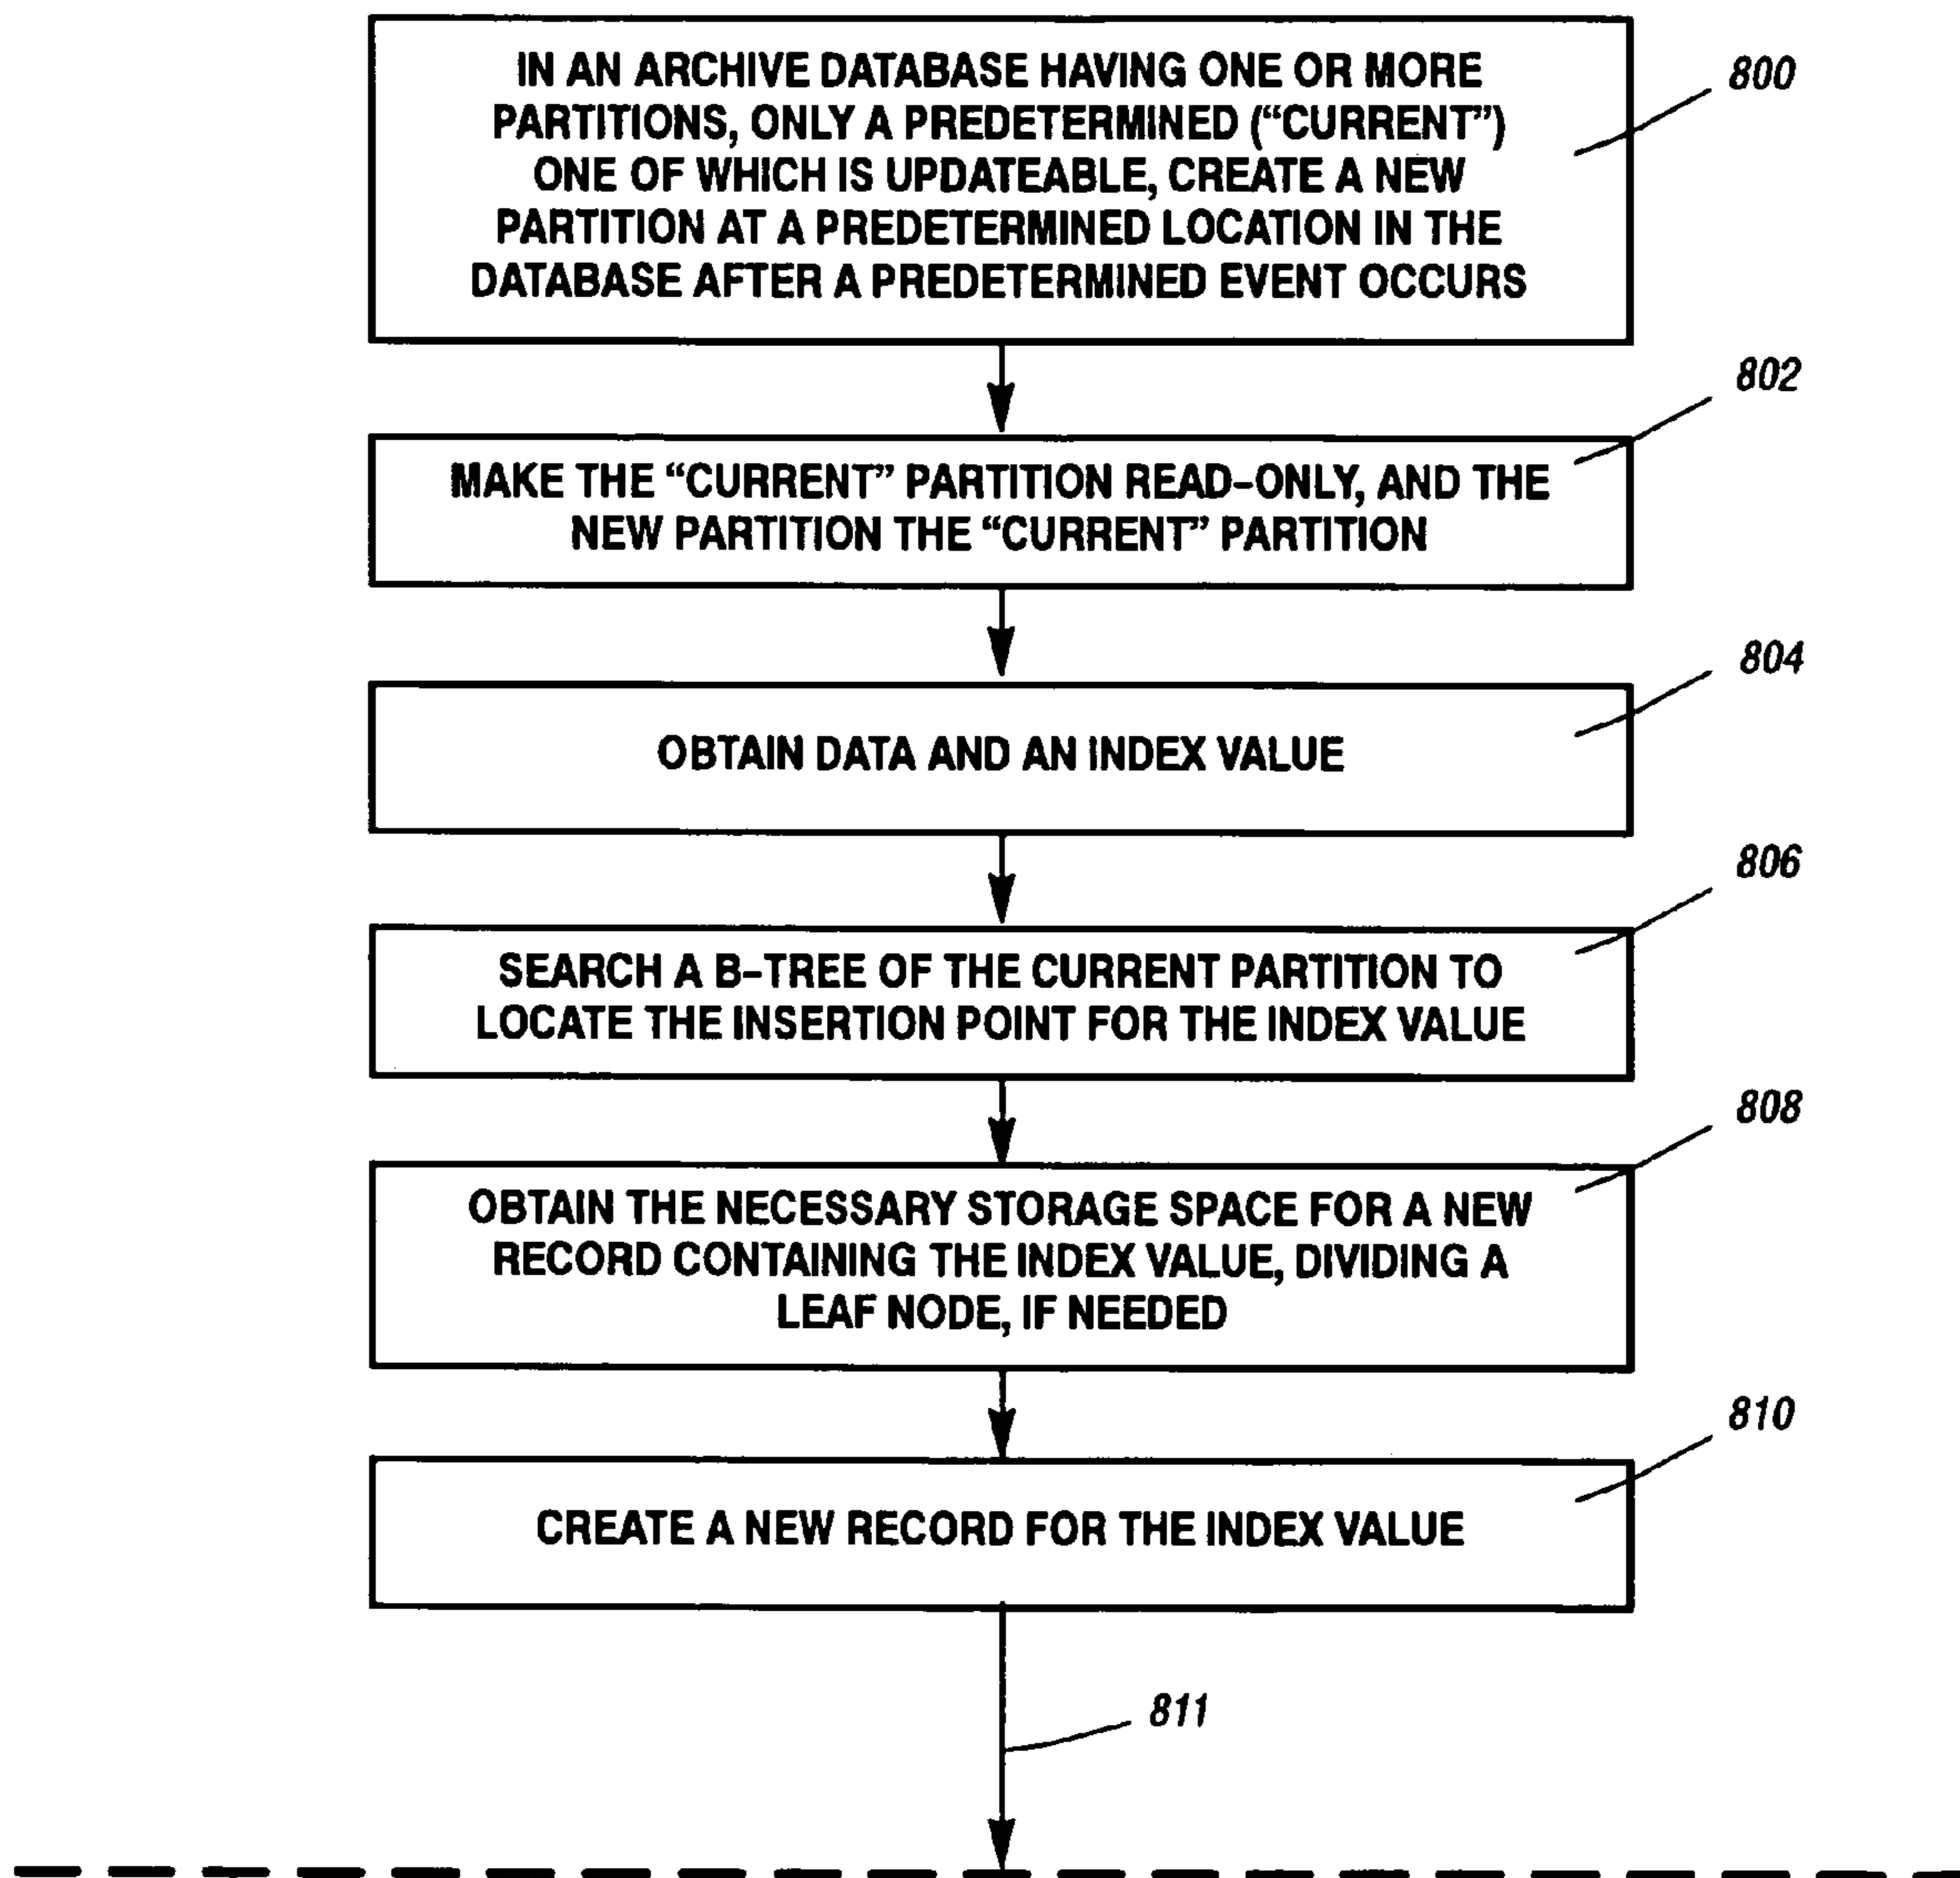 IN AN ARCHIVE DATABASE HAVING ONE OR MORE
PARTITIONS, ONLY A PREDETERMINED (“CURRENT”)
ONE OF WHICH IS UPDATEABLE, CREATE A NEW
PARTITION AT A PREDETERMINED LOCATION IN THE
DATABASE AFTER A PREDETERMINED EVENT OCCURS
800
802
MAKE THE “CURRENT” PARTITION READ-ONLY, AND THE
NEW PARTITION THE “CURRENT” PARTITION
804
OBTAIN DATA AND AN INDEX VALUE
806
SEARCH A B-TREE OF THE CURRENT PARTITION TO
LOCATE THE INSERTION POINT FOR THE INDEX VALUE
808
OBTAIN THE NECESSARY STORAGE SPACE FOR A NEW
RECORD CONTAINING THE INDEX VALUE, DIVIDING A
LEAF NODE, IF NEEDED
810
CREATE A NEW RECORD FOR THE INDEX VALUE
811